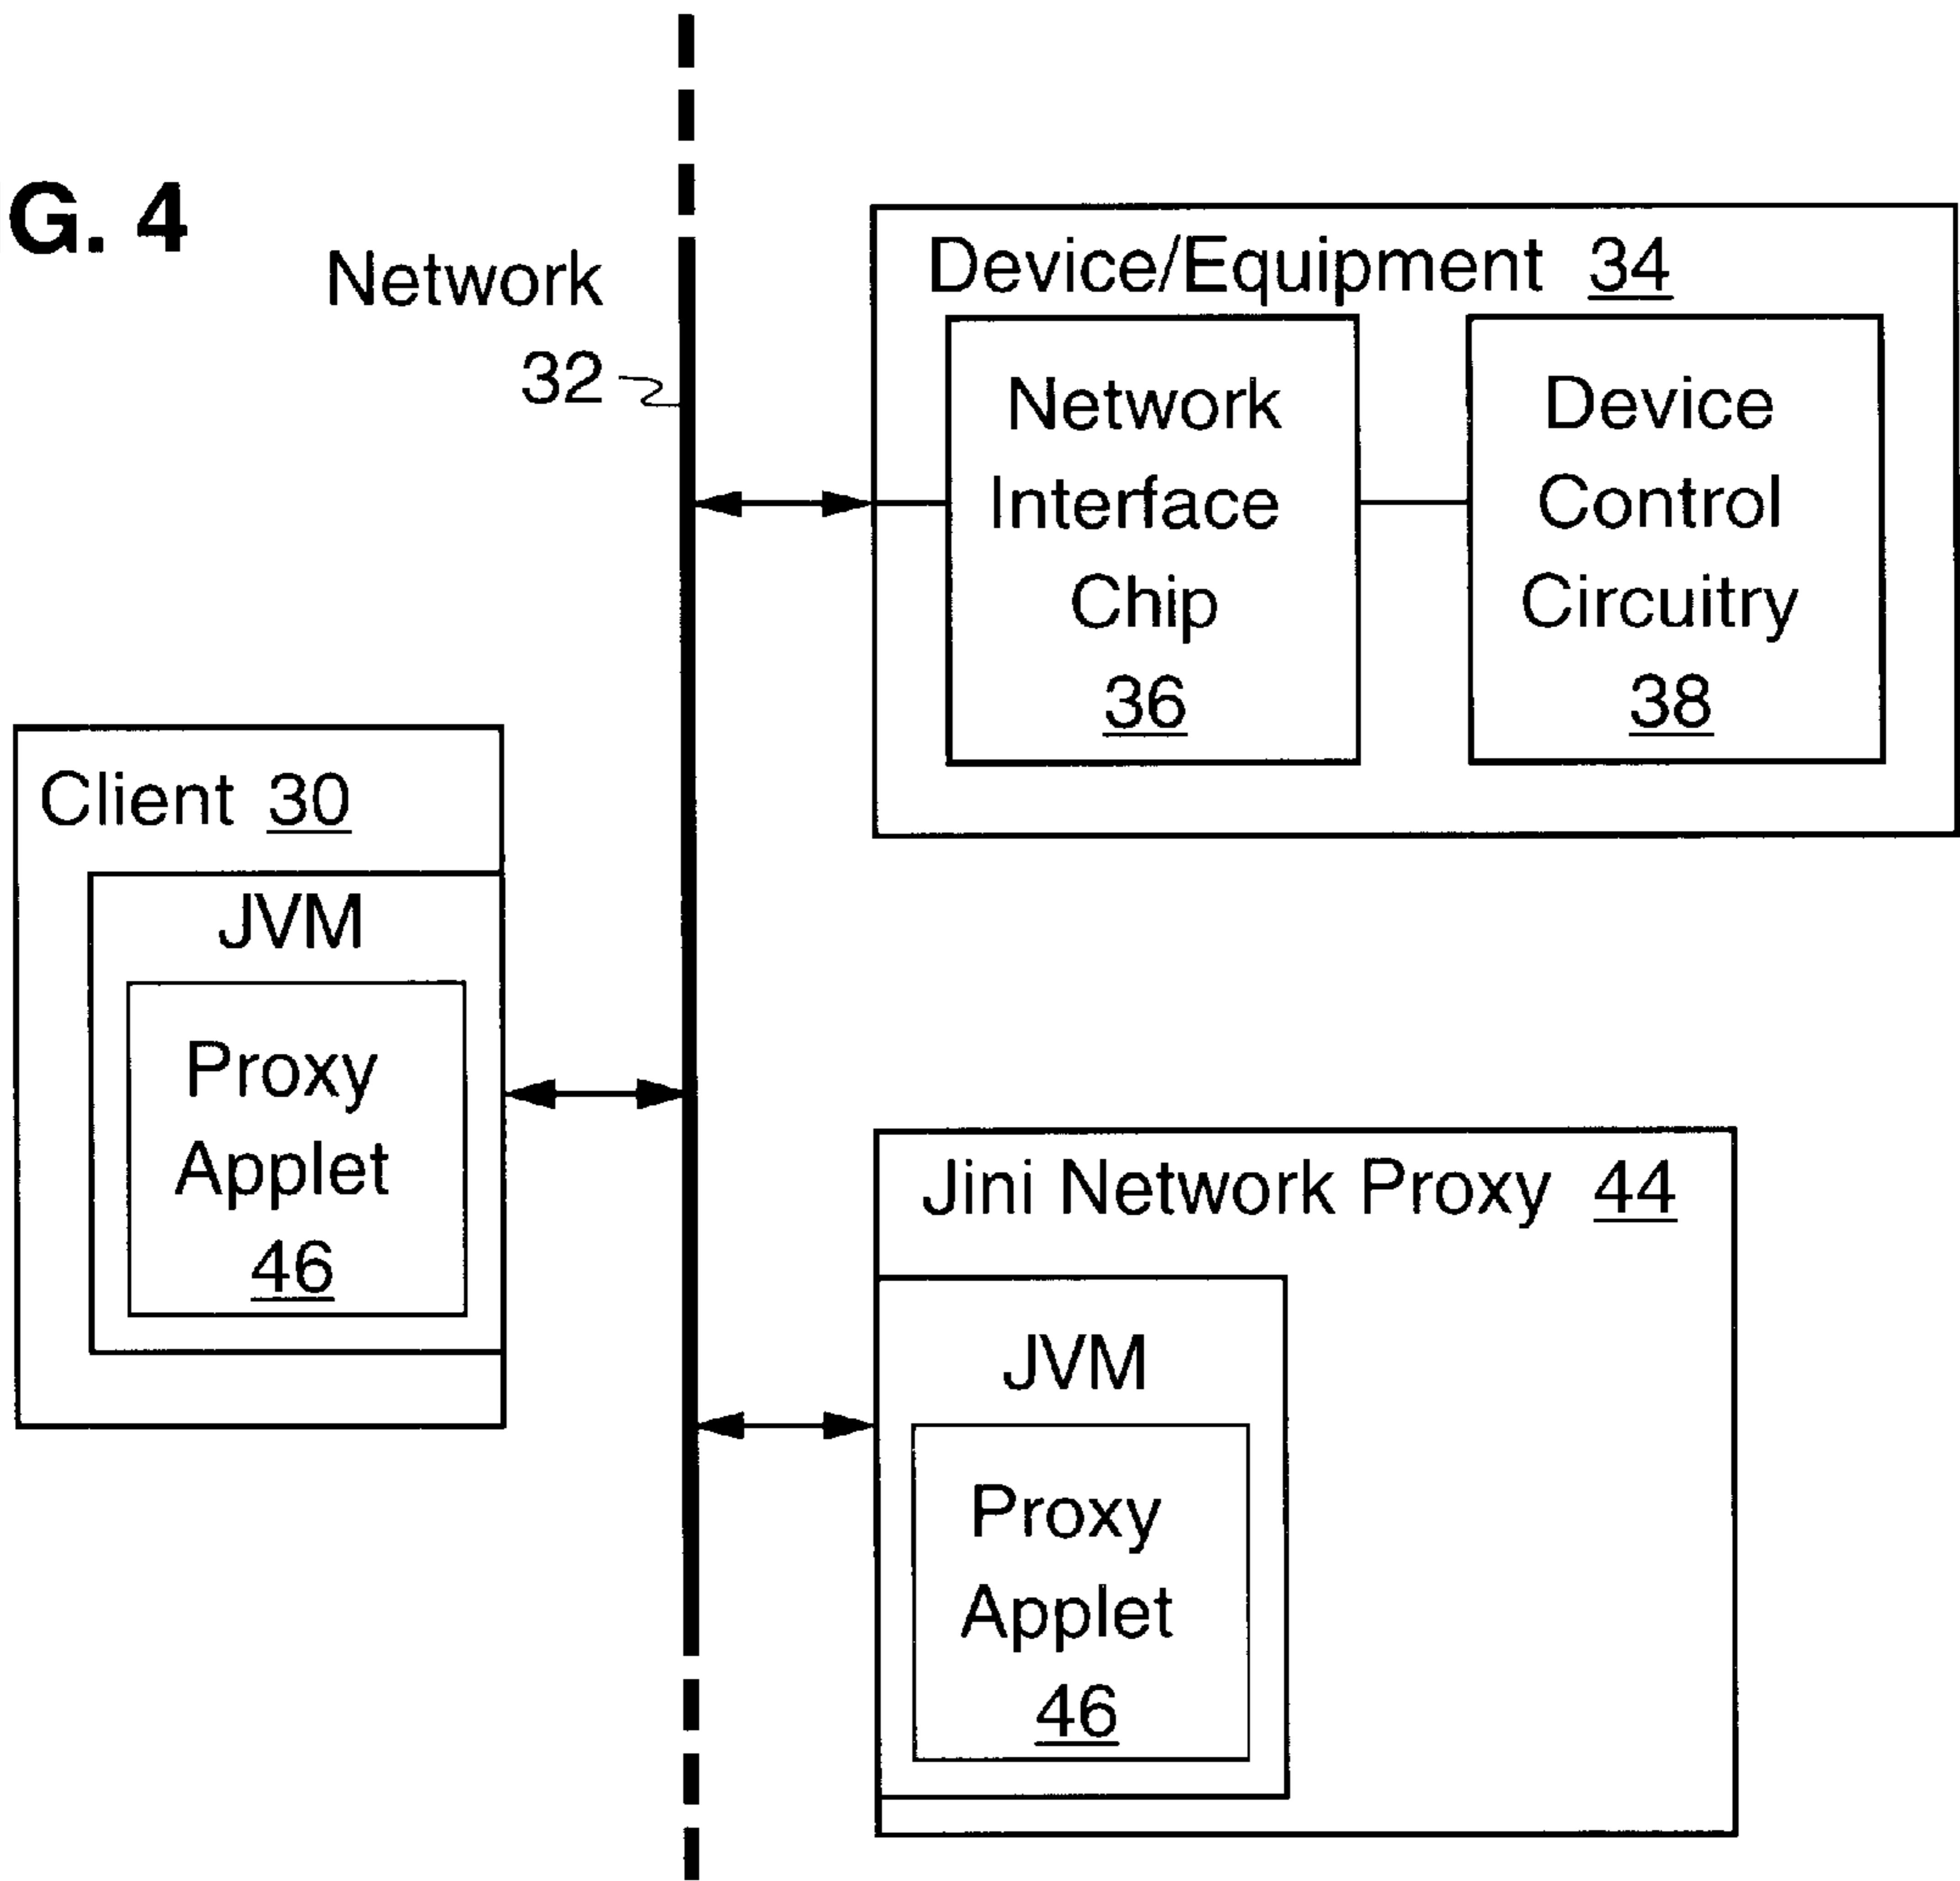 G. 4
Network
32
Device/Equipment 34
Network
Interface
Chip
36
Device
Control
Circuitry
38
Client 30
JVM
Proxy
Applet
46
Jini Network Proxy 44
JVM
Proxy
Applet
46